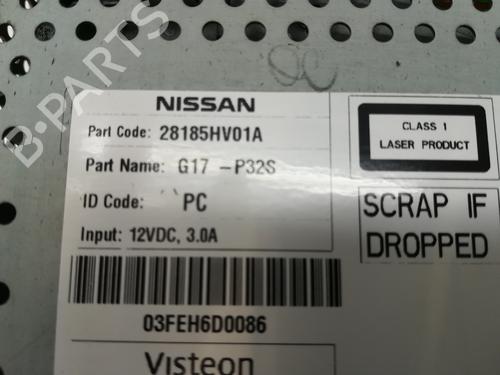 B-PARTS
OC
NISSAN
Part Code: 28185HV01A
Part Name: G17 -P32S
ID Code: PC
Input: 12VDC, 3.0A
03FEH6D0086
Visteon
CLASS 1
LASER PRODUCT
SCRAP IF
DROPPED